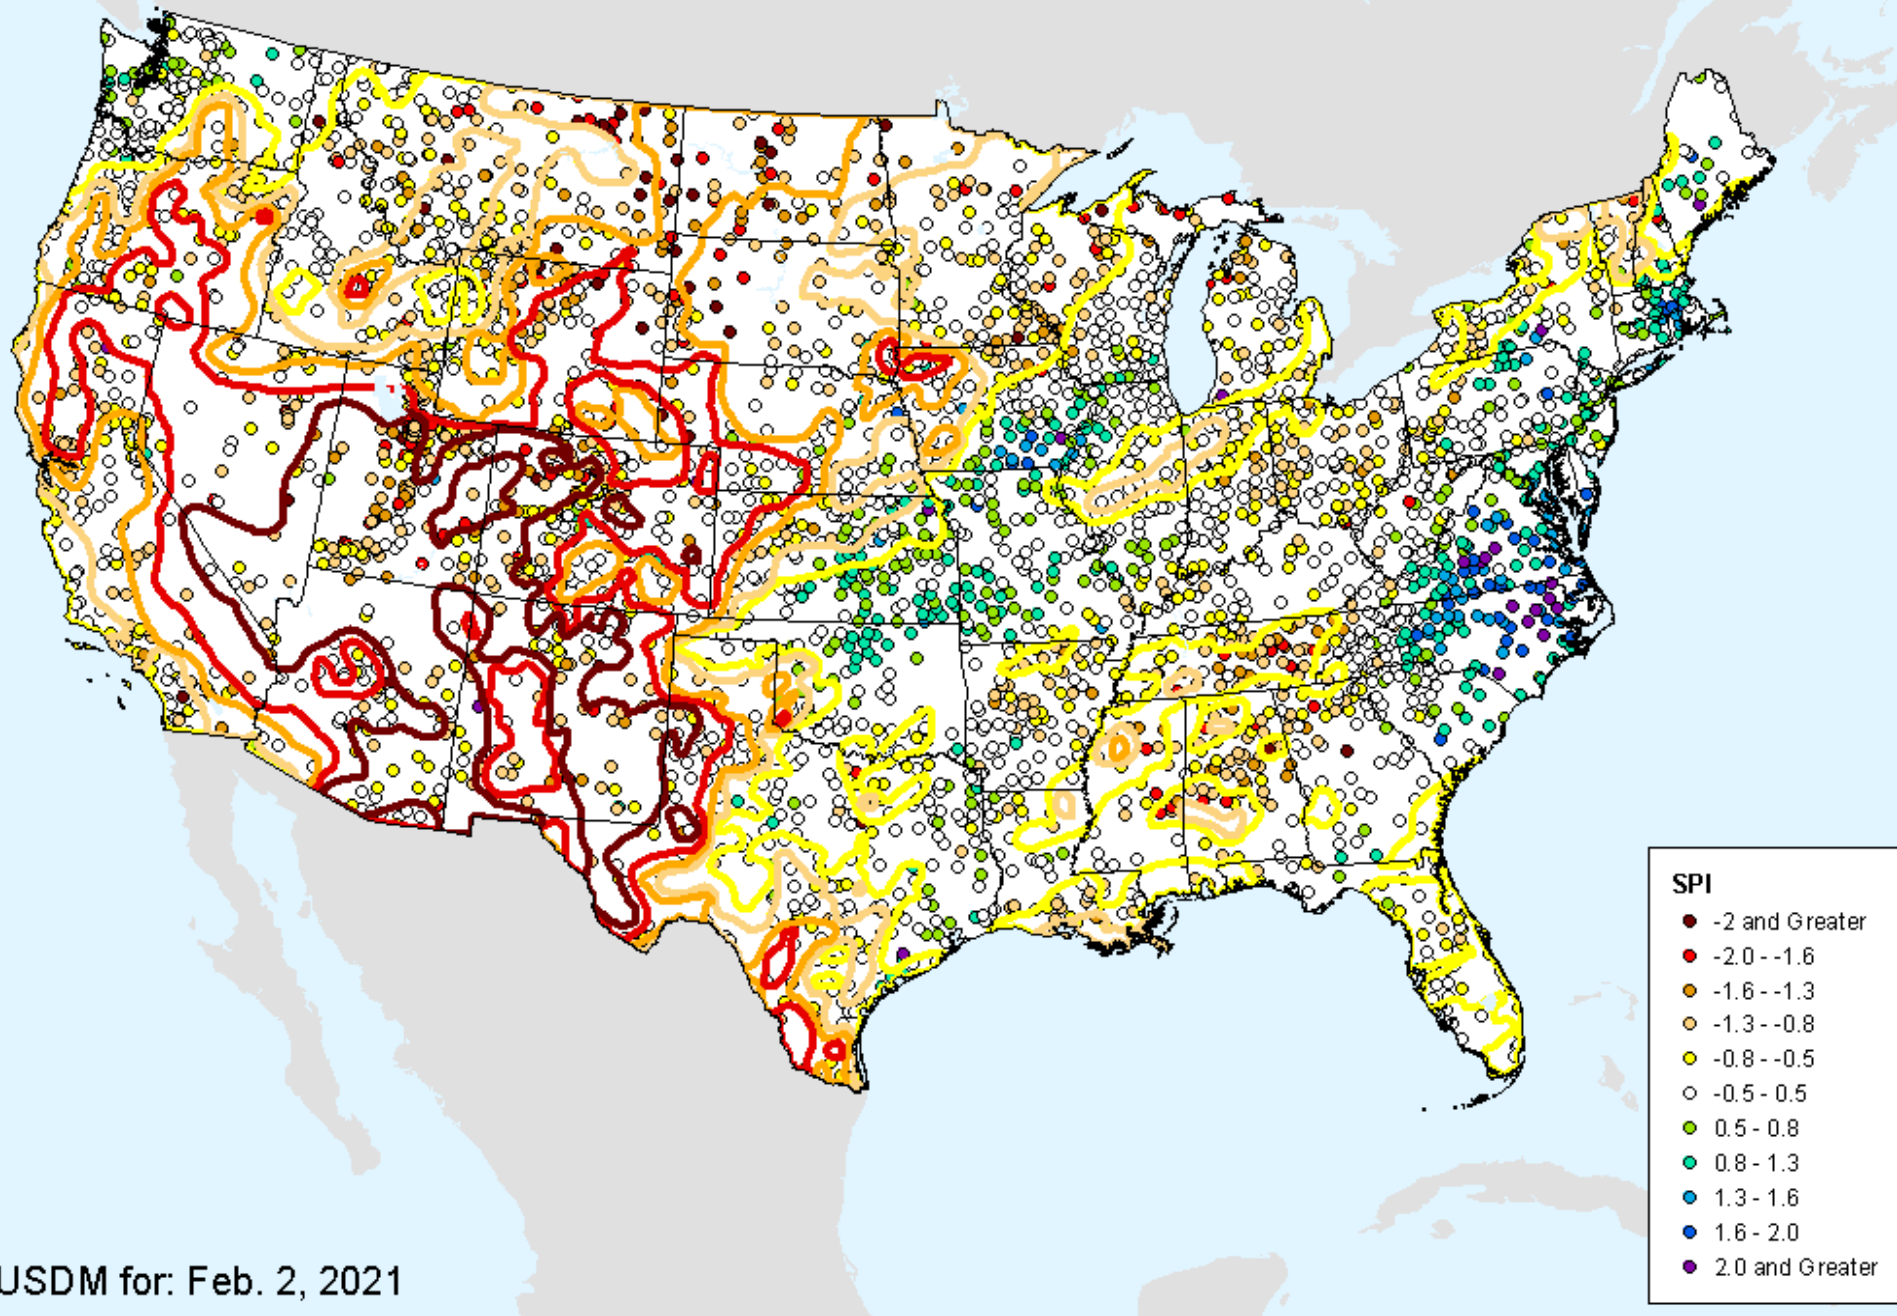 SPI
-2 and Greater
-2.0 - -1.6
-1.6 - -1.3
-1.3 - -0.8
-0.8 - -0.5
-0.5 - 0.5
0.5 - 0.8
0.8 - 1.3
1.3 - 1.6
1.6 - 2.0
2.0 and Greater
USDM for: Feb. 2, 2021